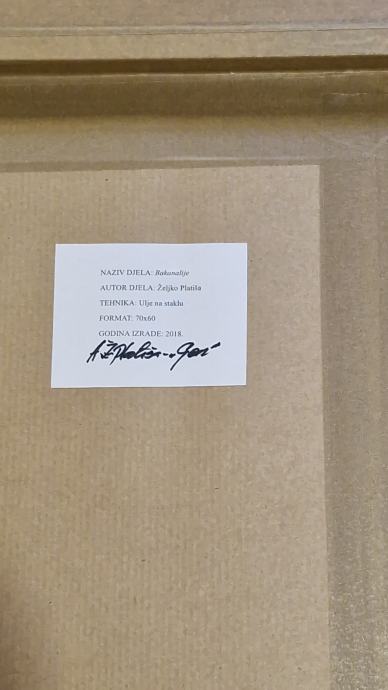 NAZIV DJELA: Bakanalije
AUTOR DJELA: Željko Platiša
TEHNIKA: Ulje na staklu
FORMAT: 70x60
GODINA IZRADE: 2018.